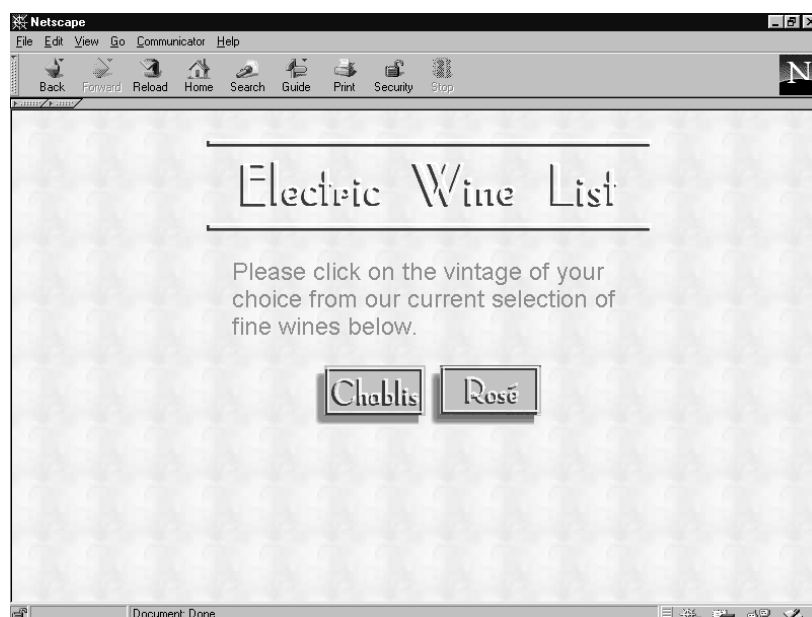 Netscape
File Edit View Go Communicator Help
Back Forward Reload Home Search Guide Print Security Stop
N
Electric Wine List
Please click on the vintage of your
choice from our current selection of
fine wines below.
Chablis Rosé
Document: Done